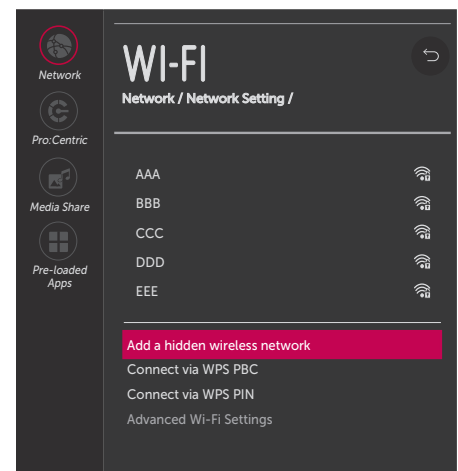 Network
Pro:Centric
Media Share
Pre-loaded
Apps
WI-FI
Network / Network Setting /
AAA
BBB
CCC
DDD
EEE
Add a hidden wireless network
Connect via WPS PBC
Connect via WPS PIN
Advanced Wi-Fi Settings